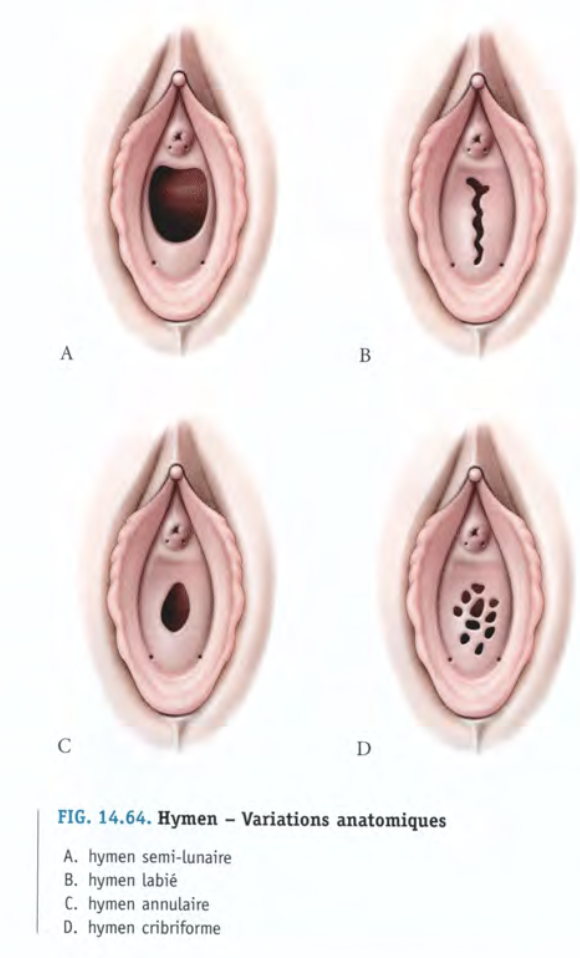 A
B
C
D
FIG. 14.64. Hymen – Variations anatomiques
A. hymen semi-lunaire
B. hymen labié
C. hymen annulaire
D. hymen cribriforme